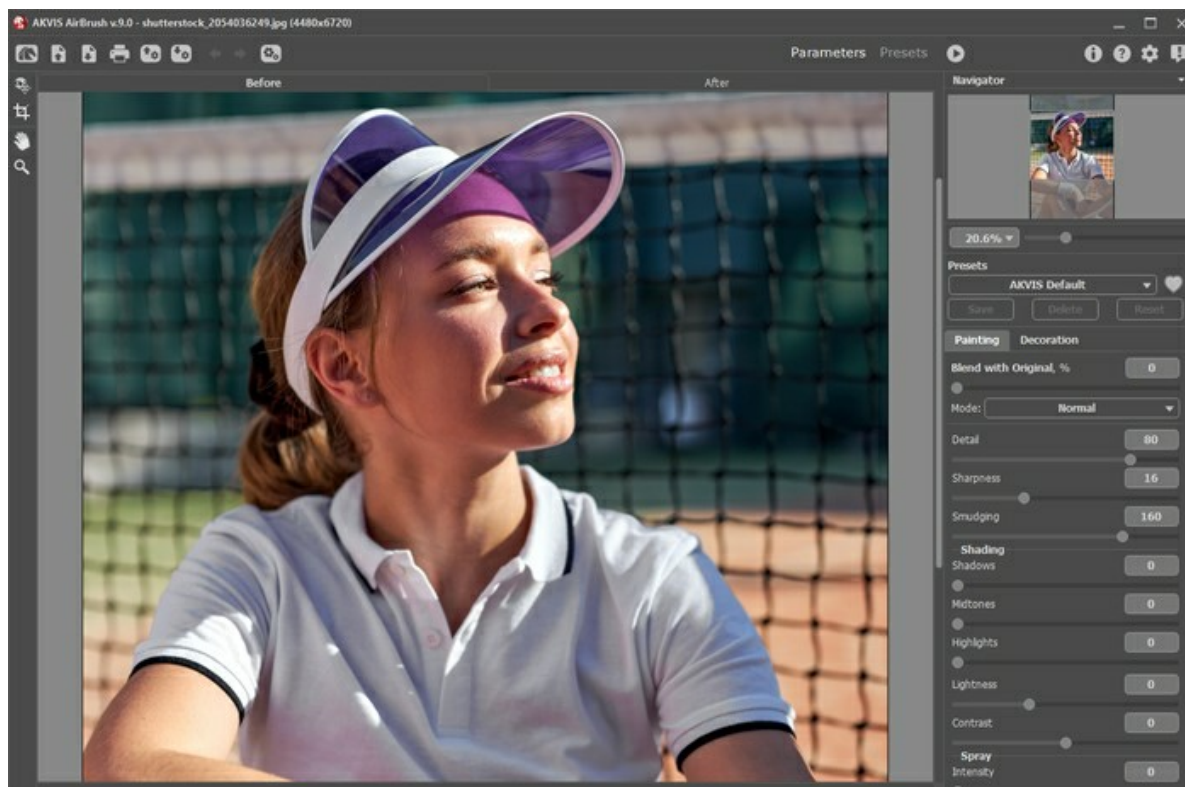 AKVIS AirBrush v.9.0 - shutterstock_2054036249.jpg (4480x6720)
Parameters Presets
Before After
Navigator
20.6%
Presets
AKVIS Default
Save Delete Reset
Painting Decoration
Blend with Original, % 0
Mode: Normal
Detail 80
Sharpness 16
Smudging 160
Shading
Shadows 0
Midtones 0
Highlights 0
Lightness 0
Contrast 0
Spray
Intensity 0